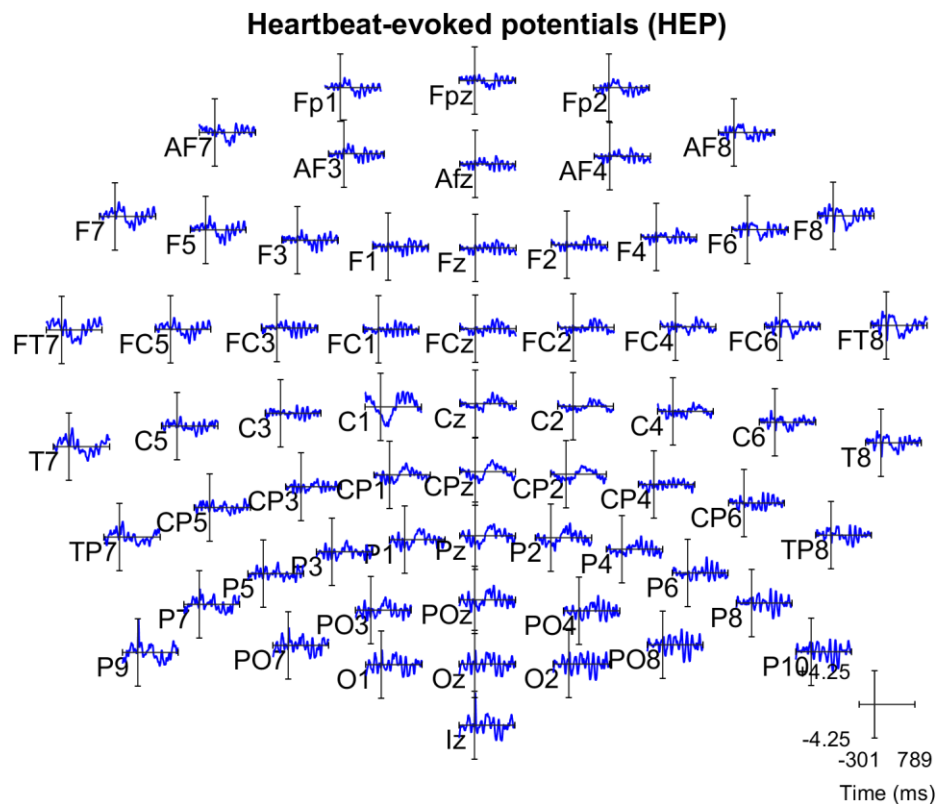 Heartbeat-evoked potentials (HEP)
Fp1 Fpz Fp2
AF7 AF3 Afz AF4 AF8
F7 F5 F3 F1 Fz F2 F4 F6 F8
FT7 FC5 FC3 FC1 FCz FC2 FC4 FC6 FT8
T7 C5 C3 C1 Cz C2 C4 C6 T8
TP7 CP5 CP3 CP1 CPz CP2 CP4 CP6 TP8
P9 P7 P5 P3 P1 Pz P2 P4 P6 P8 P10
PO7 PO3 POz PO4 PO8
O1 Oz O2
Iz
+4.25
-4.25
-301 789
Time (ms)